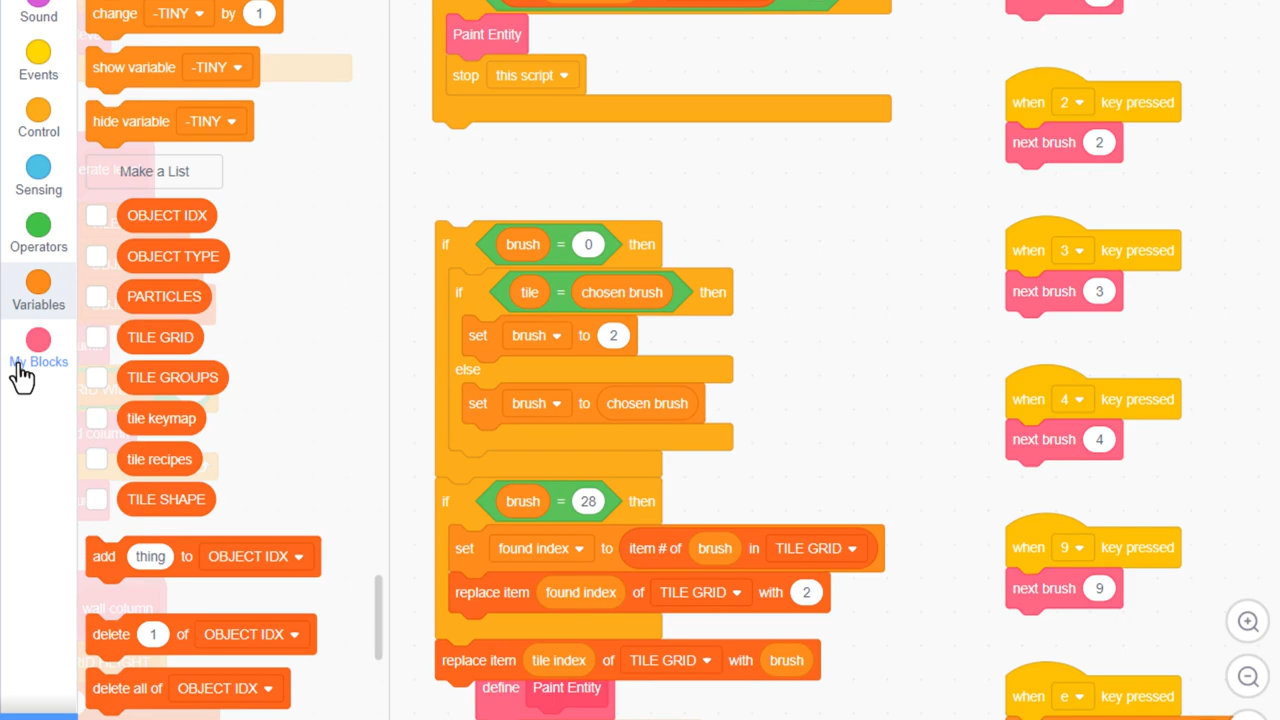 Sound
Events
Control
Sensing
Operators
Variables
My Blocks
change -TINY by 1
show variable -TINY
hide variable -TINY
Make a List
OBJECT IDX
OBJECT TYPE
PARTICLES
TILE GRID
TILE GROUPS
tile keymap
tile recipes
TILE SHAPE
add thing to OBJECT IDX
wall column
delete 1 of OBJECT IDX
delete all of OBJECT IDX
Paint Entity
stop this script
if brush = 0 then
if tile = chosen brush then
set brush to 2
else
set brush to chosen brush
if brush = 28 then
set found index to item # of brush in TILE GRID
replace item found index of TILE GRID with 2
replace item tile index of TILE GRID with brush
define Paint Entity
when 2 key pressed
next brush 2
when 3 key pressed
next brush 3
when 4 key pressed
next brush 4
when 9 key pressed
next brush 9
when e key pressed